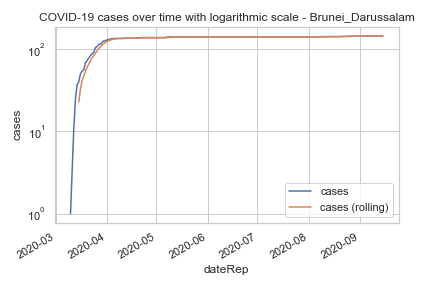 COVID-19 cases over time with logarithmic scale - Brunei_Darussalam
cases
10²
10¹
10⁰
2020-03
2020-04
2020-05
2020-06
2020-07
2020-08
2020-09
dateRep
cases
cases (rolling)